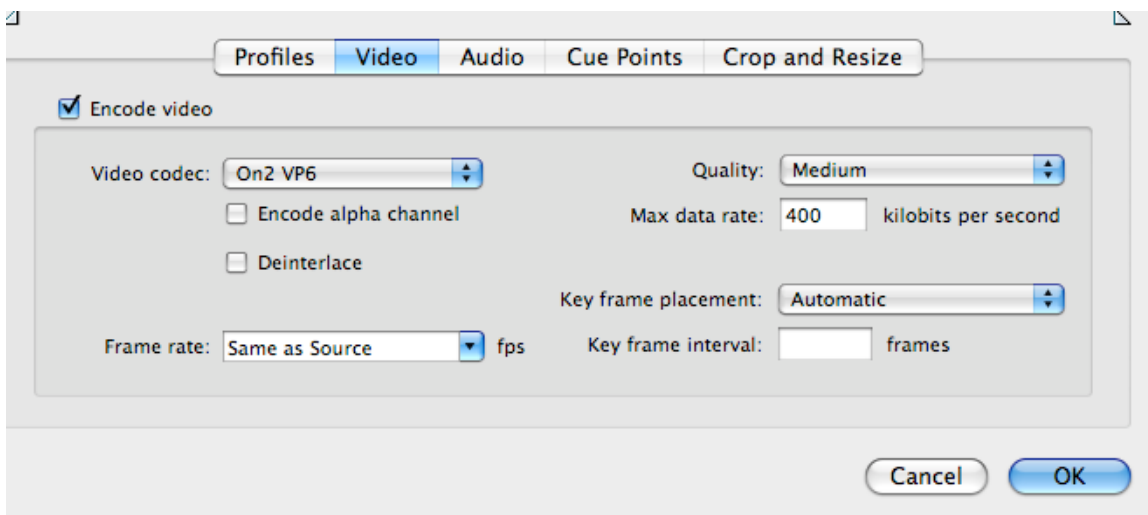 Profiles Video Audio Cue Points Crop and Resize
Encode video
Video codec: On2 VP6 Quality: Medium
Encode alpha channel Max data rate: 400 kilobits per second
Deinterlace
Key frame placement: Automatic
Frame rate: Same as Source fps Key frame interval: frames
Cancel OK